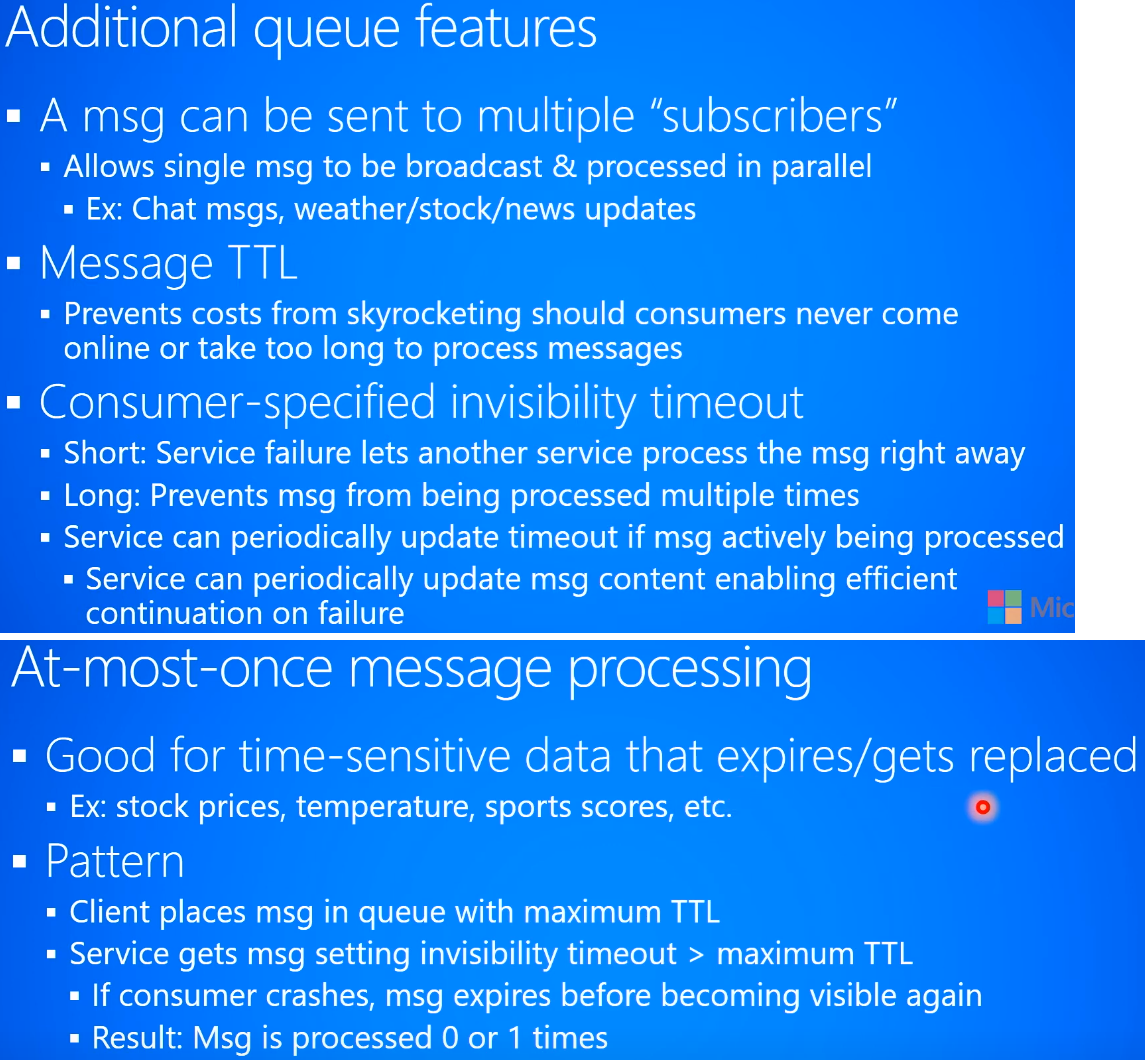 Additional queue features
A msg can be sent to multiple “subscribers”
Allows single msg to be broadcast & processed in parallel
Ex: Chat msgs, weather/stock/news updates
Message TTL
Prevents costs from skyrocketing should consumers never come
online or take too long to process messages
Consumer-specified invisibility timeout
Short: Service failure lets another service process the msg right away
Long: Prevents msg from being processed multiple times
Service can periodically update timeout if msg actively being processed
Service can periodically update msg content enabling efficient
continuation on failure
Mic
At-most-once message processing
Good for time-sensitive data that expires/gets replaced
Ex: stock prices, temperature, sports scores, etc.
Pattern
Client places msg in queue with maximum TTL
Service gets msg setting invisibility timeout > maximum TTL
If consumer crashes, msg expires before becoming visible again
Result: Msg is processed 0 or 1 times